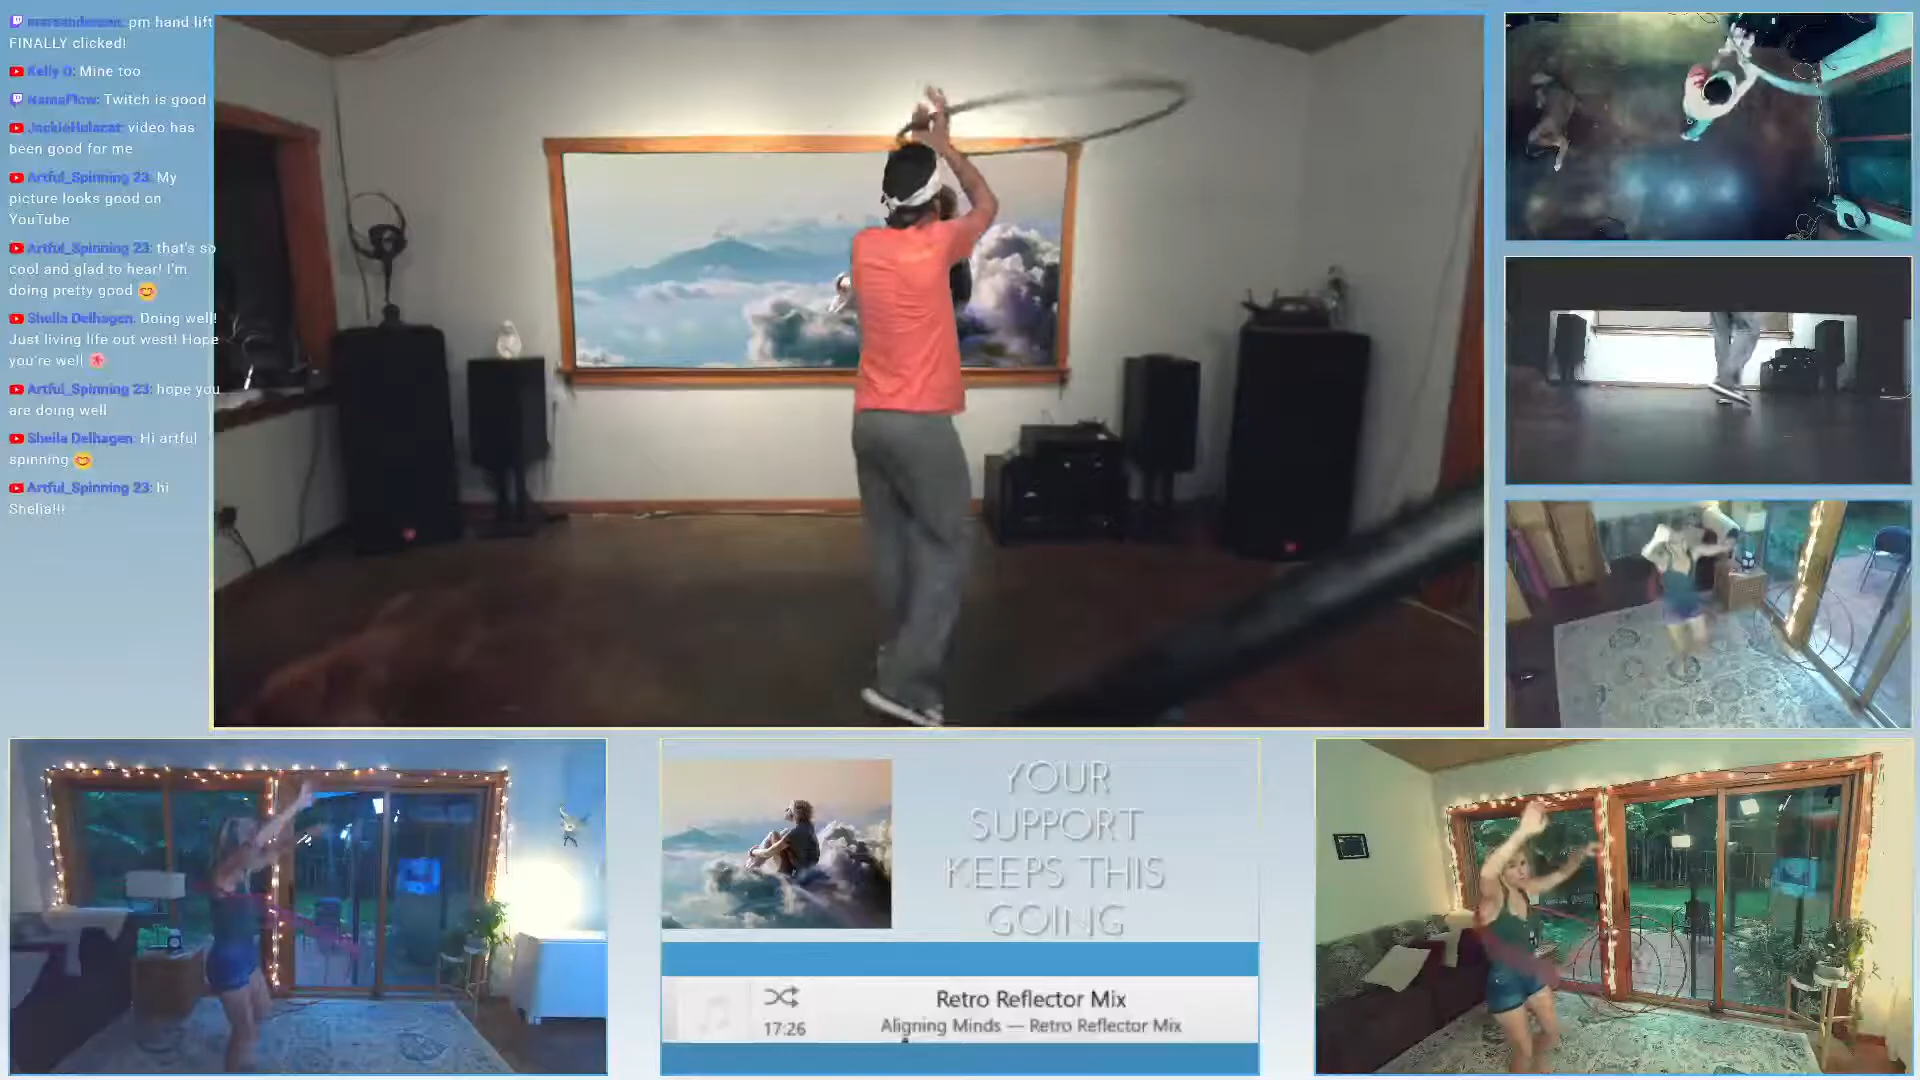 marsanderson: pm hand lift
FINALLY clicked!
Kelly O: Mine too
NamaFlow: Twitch is good
JackieHulacat: video has
been good for me
Artful_Spinning 23: My
picture looks good on
YouTube
Artful_Spinning 23: that's so
cool and glad to hear! I'm
doing pretty good
Sheila Delhagen: Doing well!
Just living life out west! Hope
you're well
Artful_Spinning 23: hope you
are doing well
Sheila Delhagen: Hi artful
spinning
Artful_Spinning 23: hi
Shelia!!!
YOUR
SUPPORT
KEEPS THIS
GOING
Retro Reflector Mix
17:26
Aligning Minds — Retro Reflector Mix